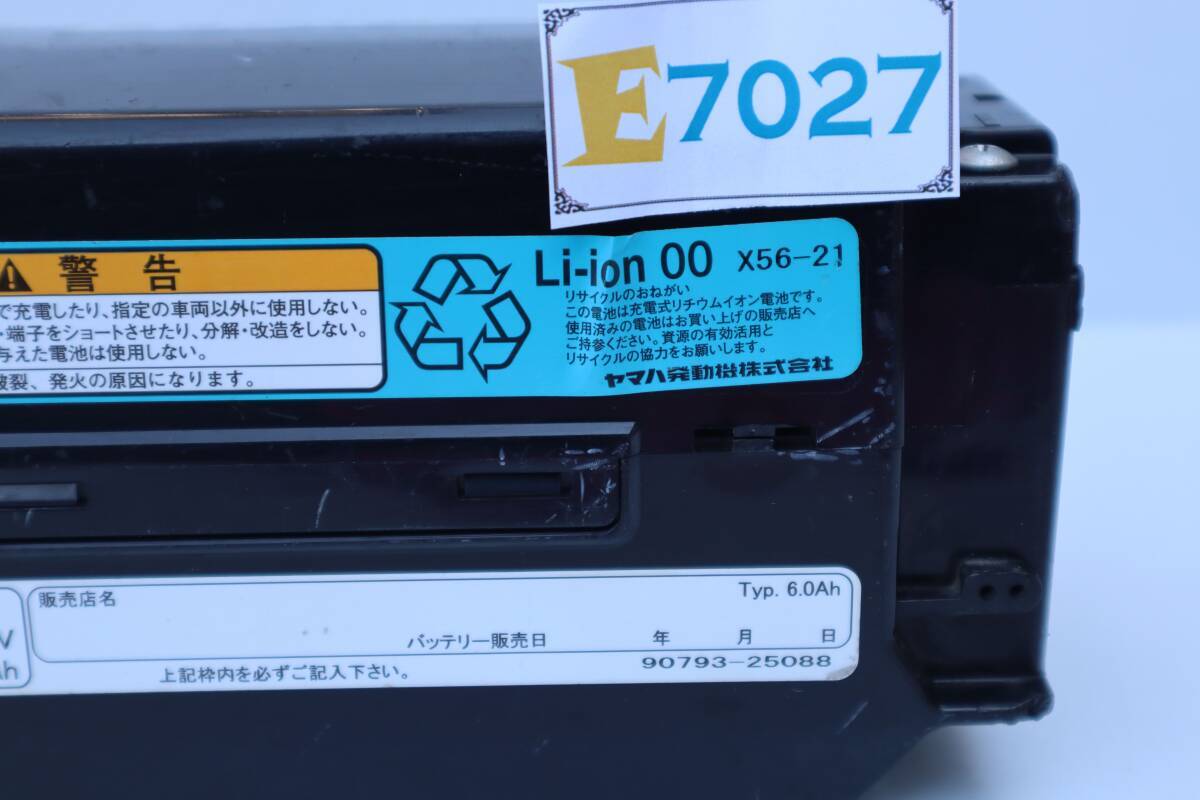 E7027
警告
で充電したり、指定の車両以外に使用しない。
・端子をショートさせたり、分解・改造をしない。
与えた電池は使用しない。
破裂、発火の原因になります。
Li-ion 00 X56-21
リサイクルのおねがい
この電池は充電式リチウムイオン電池です。
使用済みの電池はお買い上げの販売店へ
ご持参ください。資源の有効活用と
リサイクルの協力をお願いします。
ヤマハ発動機株式会社
V
Ah
販売店名
Typ. 6.0Ah
バッテリー販売日 年 月 日
上記枠内を必ずご記入下さい。
90793-25088